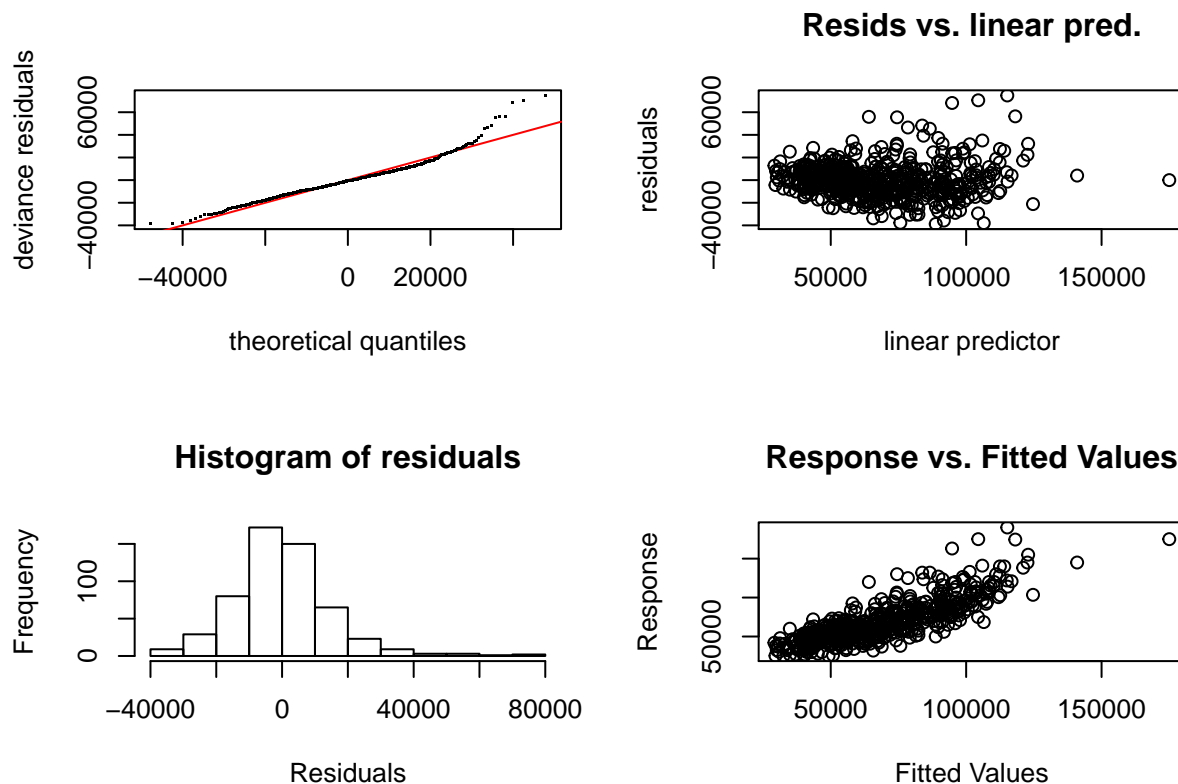 deviance residuals
−40000
60000
−40000
0
20000
theoretical quantiles
Resids vs. linear pred.
residuals
−40000
60000
50000
100000
150000
linear predictor
Histogram of residuals
Frequency
0
100
−40000
0
40000
80000
Residuals
Response vs. Fitted Values
Response
50000
50000
100000
150000
Fitted Values